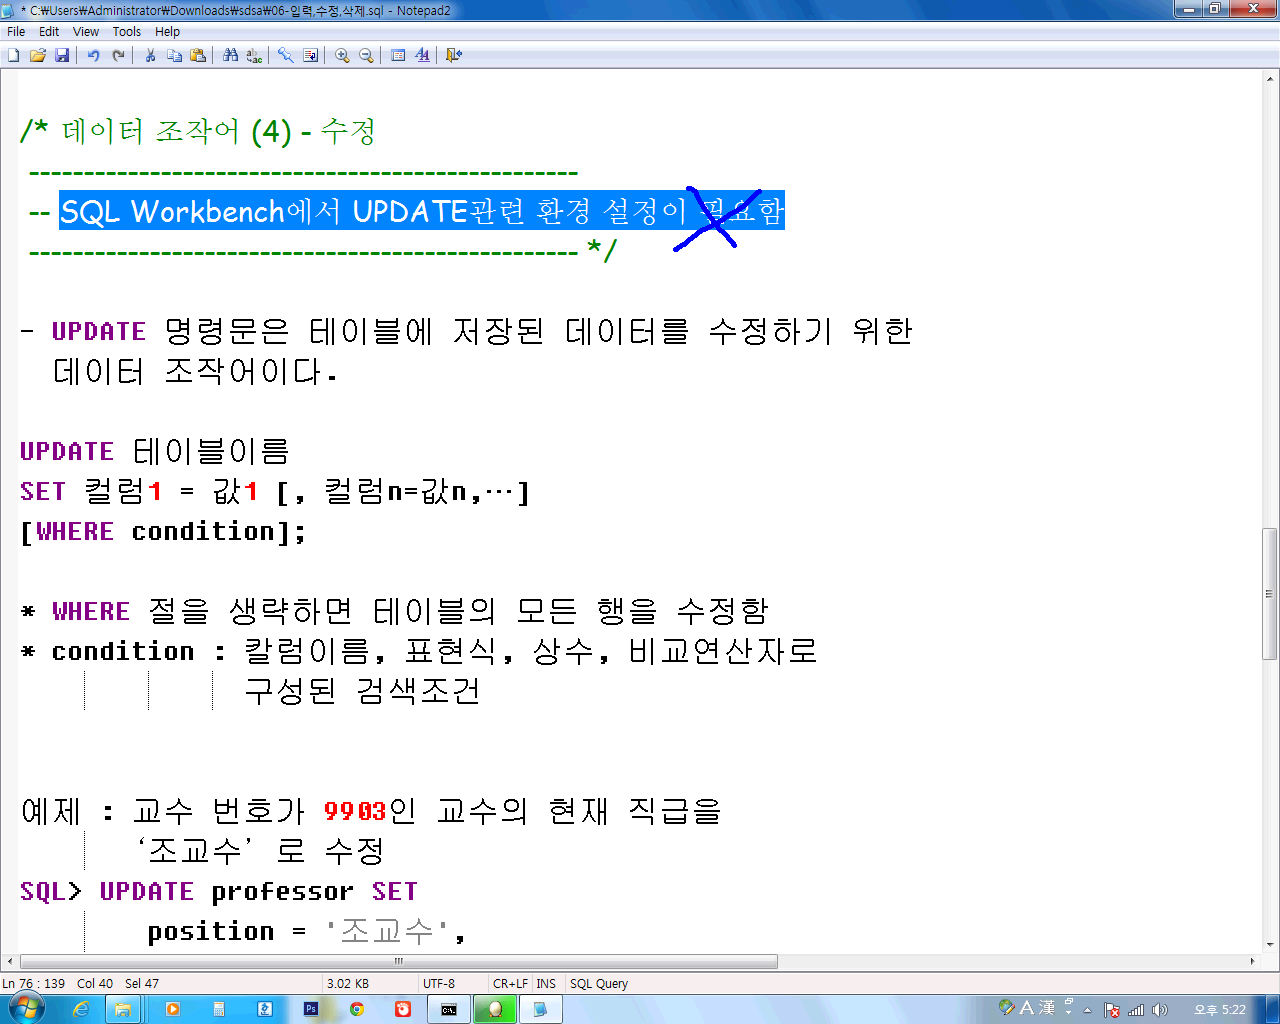 * C:₩Users₩Administrator₩Downloads₩sdsa₩06-입력,수정,삭제.sql - Notepad2
File Edit View Tools Help
/* 데이터 조작어 (4) - 수정
--------------------------------------------------
-- SQL Workbench에서 UPDATE관련 환경 설정이 필요함
-------------------------------------------------- */
- UPDATE 명령문은 테이블에 저장된 데이터를 수정하기 위한
데이터 조작어이다.
UPDATE 테이블이름
SET 컬럼1 = 값1 [, 컬럼n=값n,…]
[WHERE condition];
* WHERE 절을 생략하면 테이블의 모든 행을 수정함
* condition : 칼럼이름, 표현식, 상수, 비교연산자로
구성된 검색조건
예제 : 교수 번호가 9903인 교수의 현재 직급을
‘조교수’ 로 수정
SQL> UPDATE professor SET
position = '조교수',
Ln 76 : 139 Col 40 Sel 47 3.02 KB UTF-8 CR+LF INS SQL Query
A 漢 오후 5:22